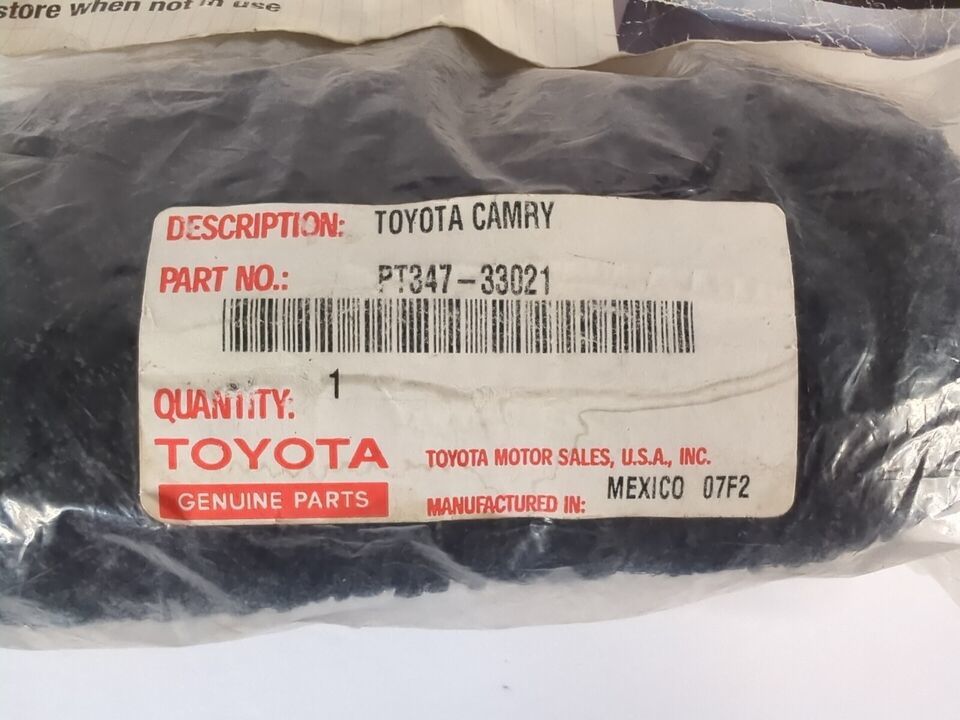 store when not in use
DESCRIPTION: TOYOTA CAMRY
PART NO.: PT347-33021
QUANTITY: 1
TOYOTA
GENUINE PARTS
TOYOTA MOTOR SALES, U.S.A., INC.
MANUFACTURED IN: MEXICO 07F2